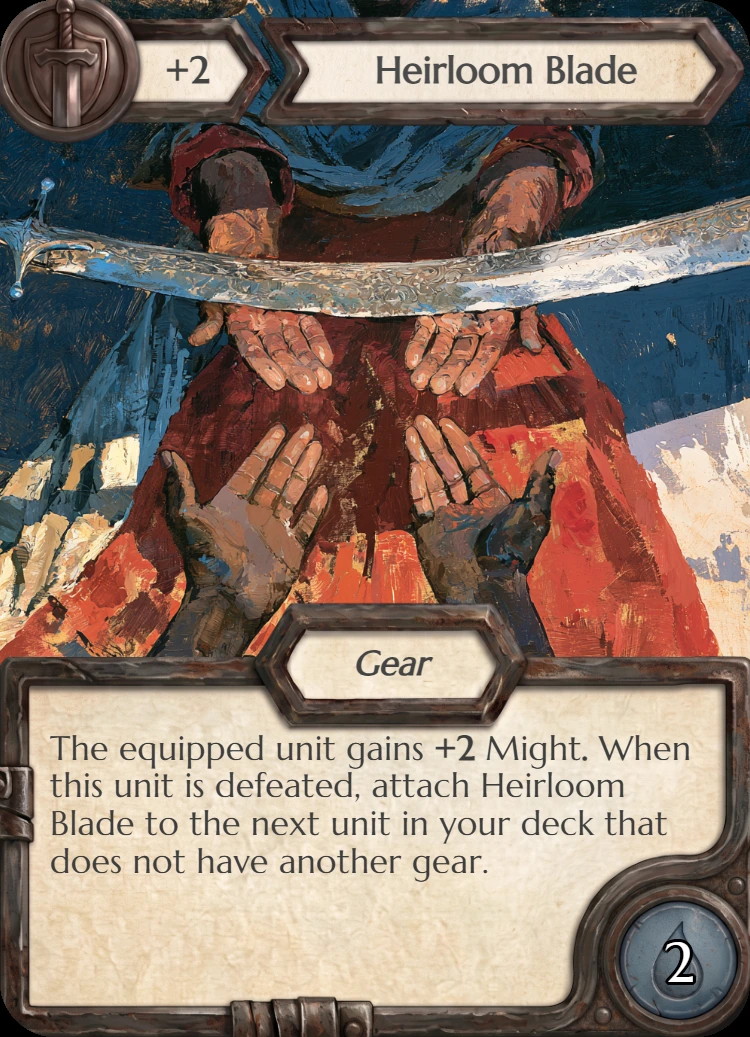 +2
Heirloom Blade
Gear
The equipped unit gains +2 Might. When
this unit is defeated, attach Heirloom
Blade to the next unit in your deck that
does not have another gear.
2